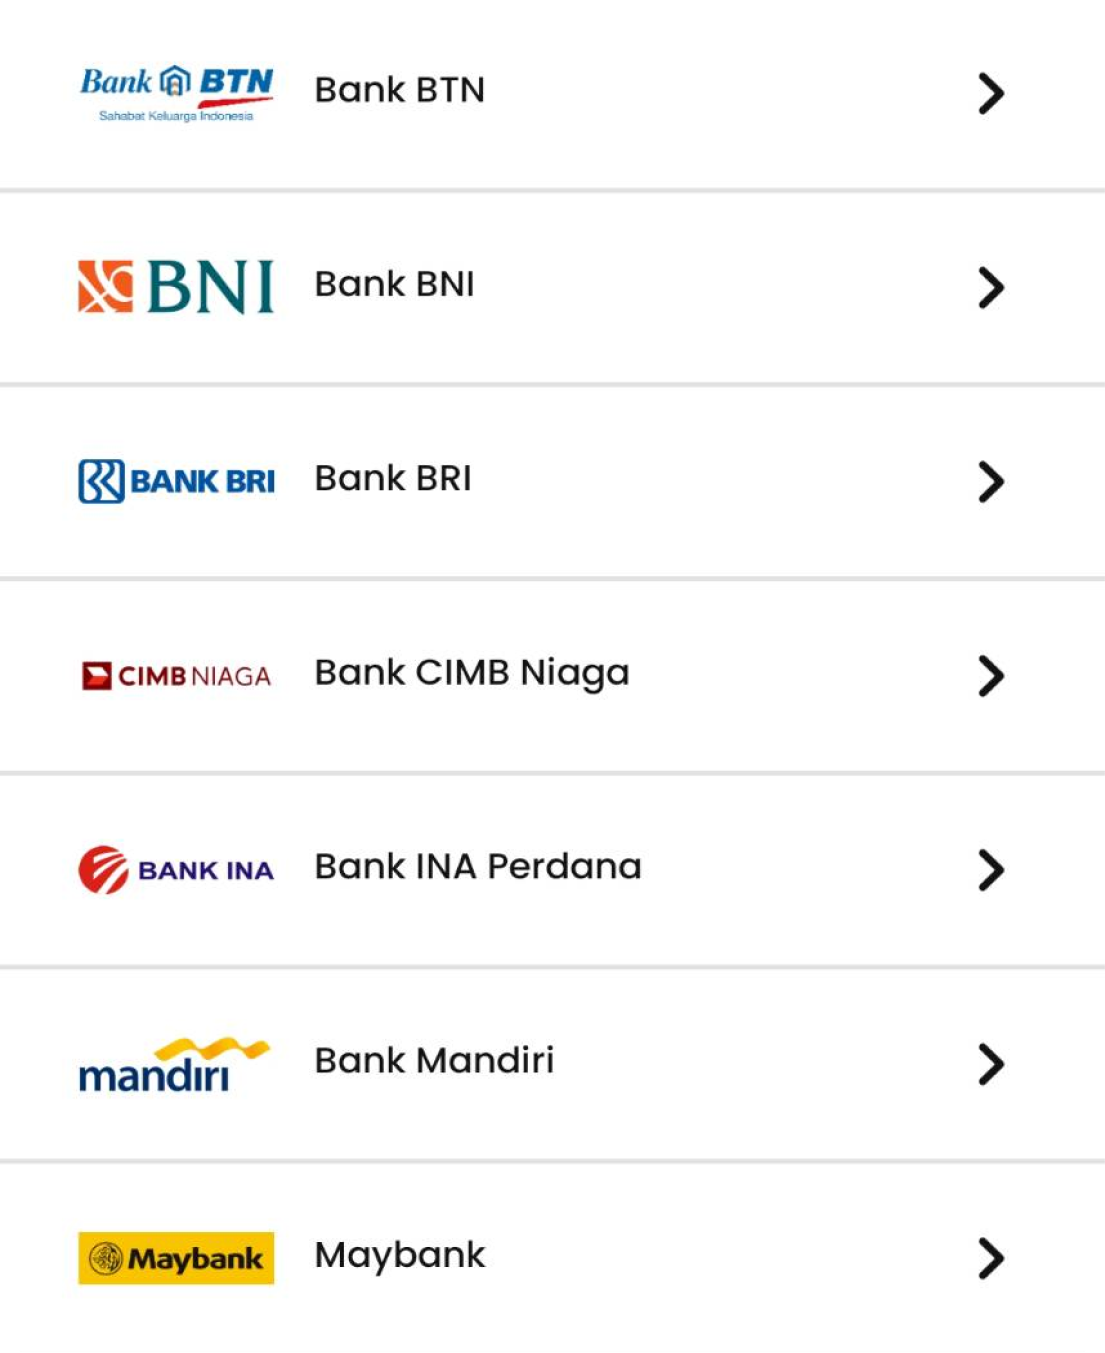 Bank BTN
Sahabat Keluarga Indonesia
Bank BTN
BNI
Bank BNI
BANK BRI
Bank BRI
CIMB NIAGA
Bank CIMB Niaga
BANK INA
Bank INA Perdana
mandiri
Bank Mandiri
Maybank
Maybank